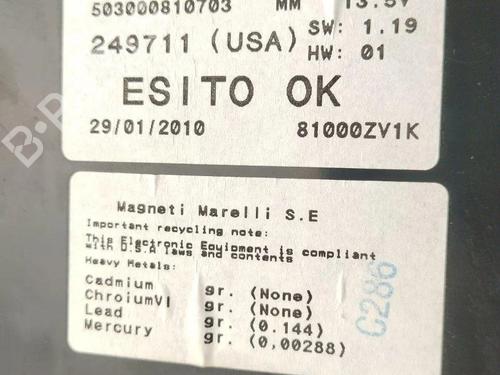 503000810703 MM 13.5V
249711 (USA) SW: 1.19
HW: 01
ESITO OK
29/01/2010 81000ZV1K
Magneti Marelli S.E
Important recycling note:
This Electronic Equipment is compliant
with U.S.A laws and contents
Heavy Metals:
Cadmium gr. (None)
ChroiumVI gr. (None)
Lead gr. (0.144)
Mercury gr. (0,00288)
C286